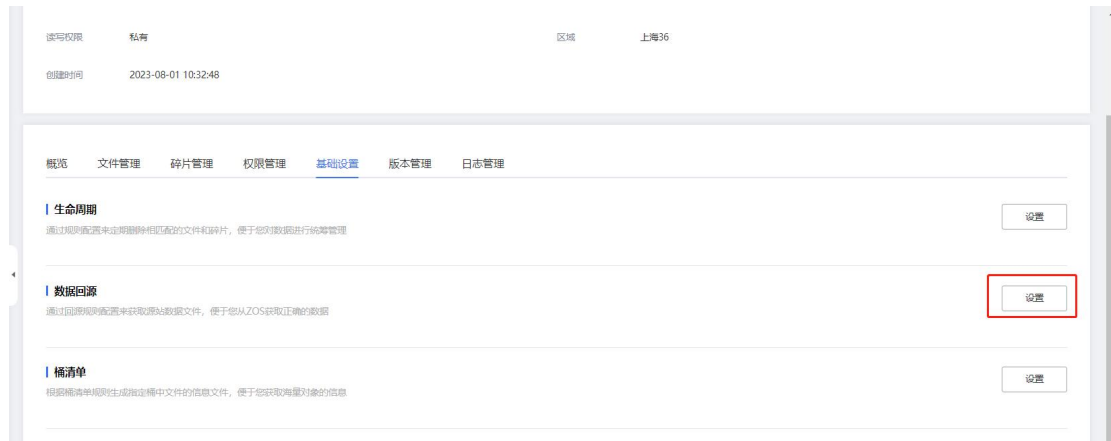 读写权限 私有 区域 上海36
创建时间 2023-08-01 10:32:48
概览 文件管理 碎片管理 权限管理 基础设置 版本管理 日志管理
生命周期
设置
通过规则配置来定期删除相匹配的文件和碎片，便于您对数据进行统筹管理
数据回源
设置
通过回源规则配置来获取源站数据文件，便于您从ZOS获取正确的数据
桶清单
设置
根据桶清单规则生成指定桶中文件的信息文件，便于您获取海量对象的信息